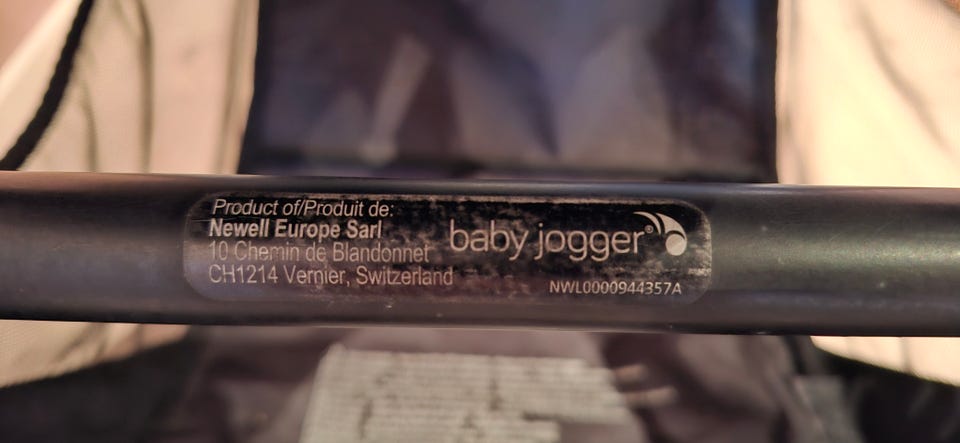 Product of/Produit de:
Newell Europe Sarl
10 Chemin de Blandonnet
CH1214 Vernier, Switzerland
baby jogger®
NWL0000944357A